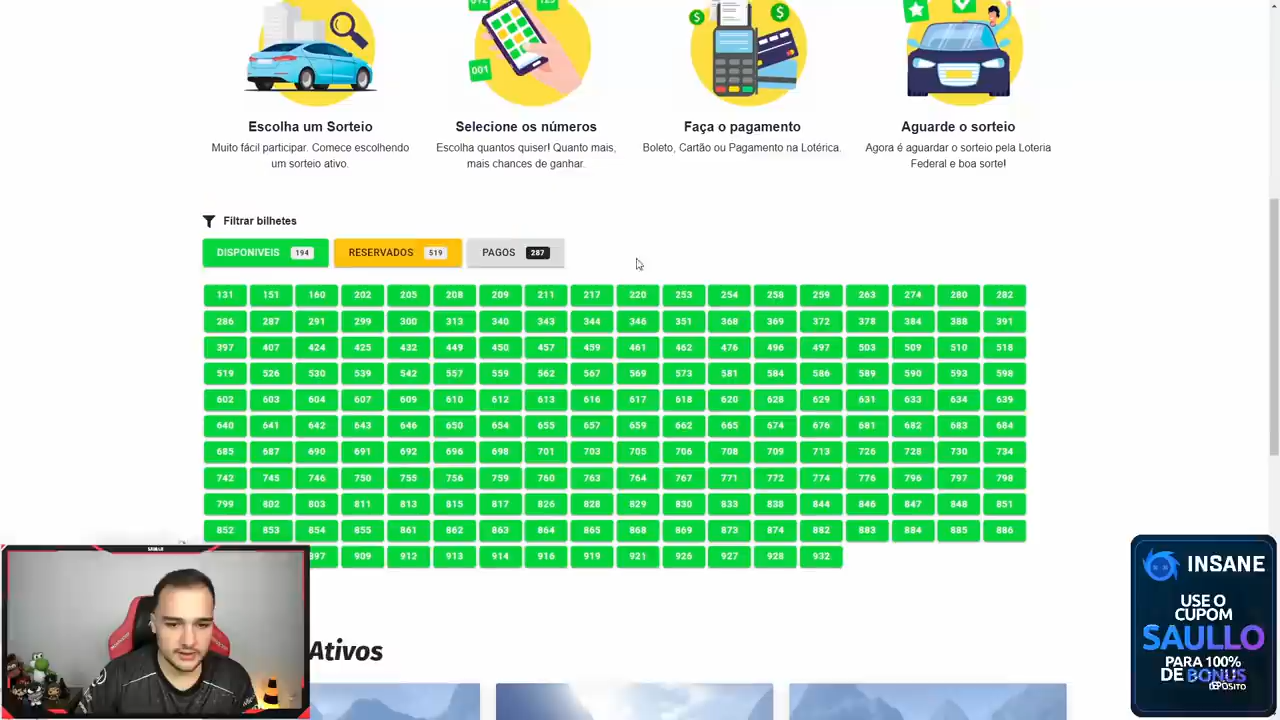 012
123
001
Escolha um Sorteio
Selecione os números
Faça o pagamento
Aguarde o sorteio
Muito fácil participar. Comece escolhendo
um sorteio ativo.
Escolha quantos quiser! Quanto mais,
mais chances de ganhar.
Boleto, Cartão ou Pagamento na Lotérica.
Agora é aguardar o sorteio pela Loteria
Federal e boa sorte!
Filtrar bilhetes
DISPONIVEIS 194 RESERVADOS 519 PAGOS 287
131 151 160 202 205 208 209 211 217 220 253 254 258 259 263 274 280 282
286 287 291 299 300 313 340 343 344 346 351 368 369 372 378 384 388 391
397 407 424 425 432 449 450 457 459 461 462 476 496 497 503 509 510 518
519 526 530 539 542 557 559 562 567 569 573 581 584 586 589 590 593 598
602 603 604 607 609 610 612 613 616 617 618 620 628 629 631 633 634 639
640 641 642 643 646 650 654 655 657 659 662 665 674 676 681 682 683 684
685 687 690 691 692 696 698 701 703 705 706 708 709 713 726 728 730 734
742 745 746 750 755 756 759 760 763 764 767 771 772 774 776 796 797 798
799 802 803 811 813 815 817 826 828 829 830 833 838 844 846 847 848 851
852 853 854 855 861 862 863 864 865 868 869 873 874 882 883 884 885 886
897 909 912 913 914 916 919 921 926 927 928 932
Ativos
INSANE
USE O
CUPOM
SAULLO
PARA 100%
DE BONUS